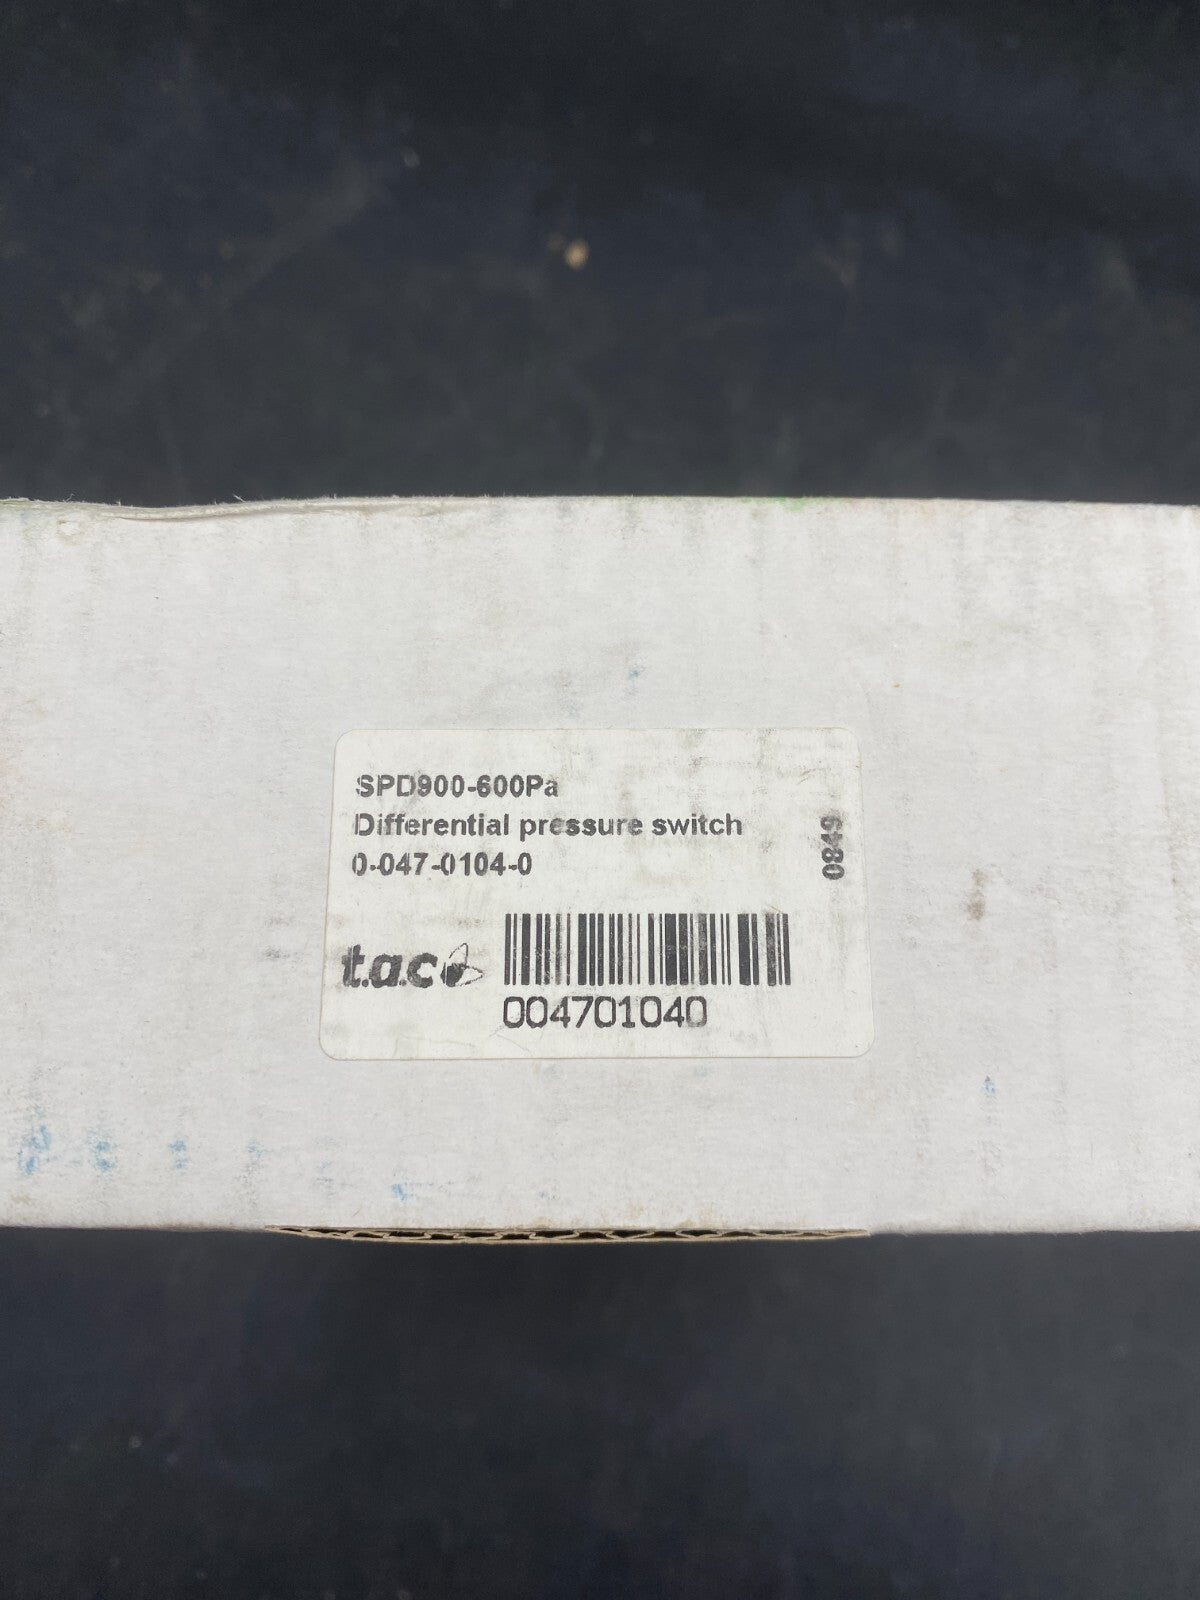 SPD900-600Pa
Differential pressure switch
0-047-0104-0
0849
t.a.c
004701040